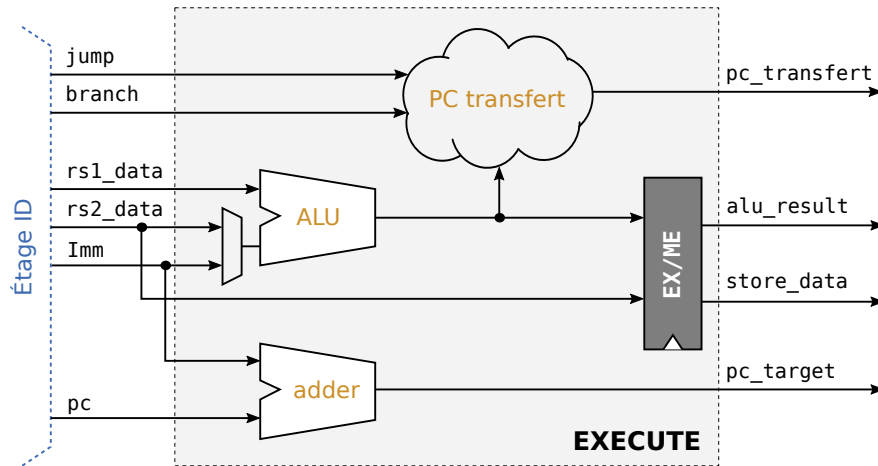 jump
branch
PC transfert
pc_transfert
rs1_data
rs2_data
Imm
ALU
Étage ID
EX/ME
alu_result
store_data
pc
adder
pc_target
EXECUTE